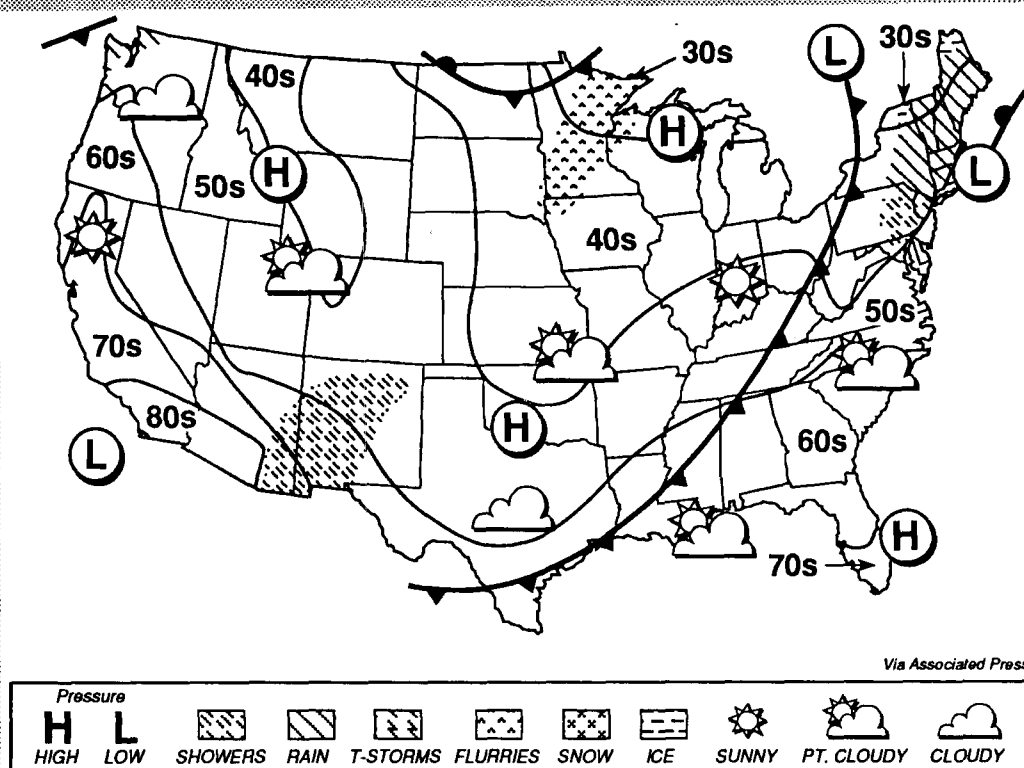 L
30s
30s
40s
H
60s
50s
H
L
40s
50s
70s
80s
H
60s
L
H
70s
Via Associated Press
Pressure
H L
HIGH LOW SHOWERS RAIN T-STORMS FLURRIES SNOW ICE SUNNY PT. CLOUDY CLOUDY